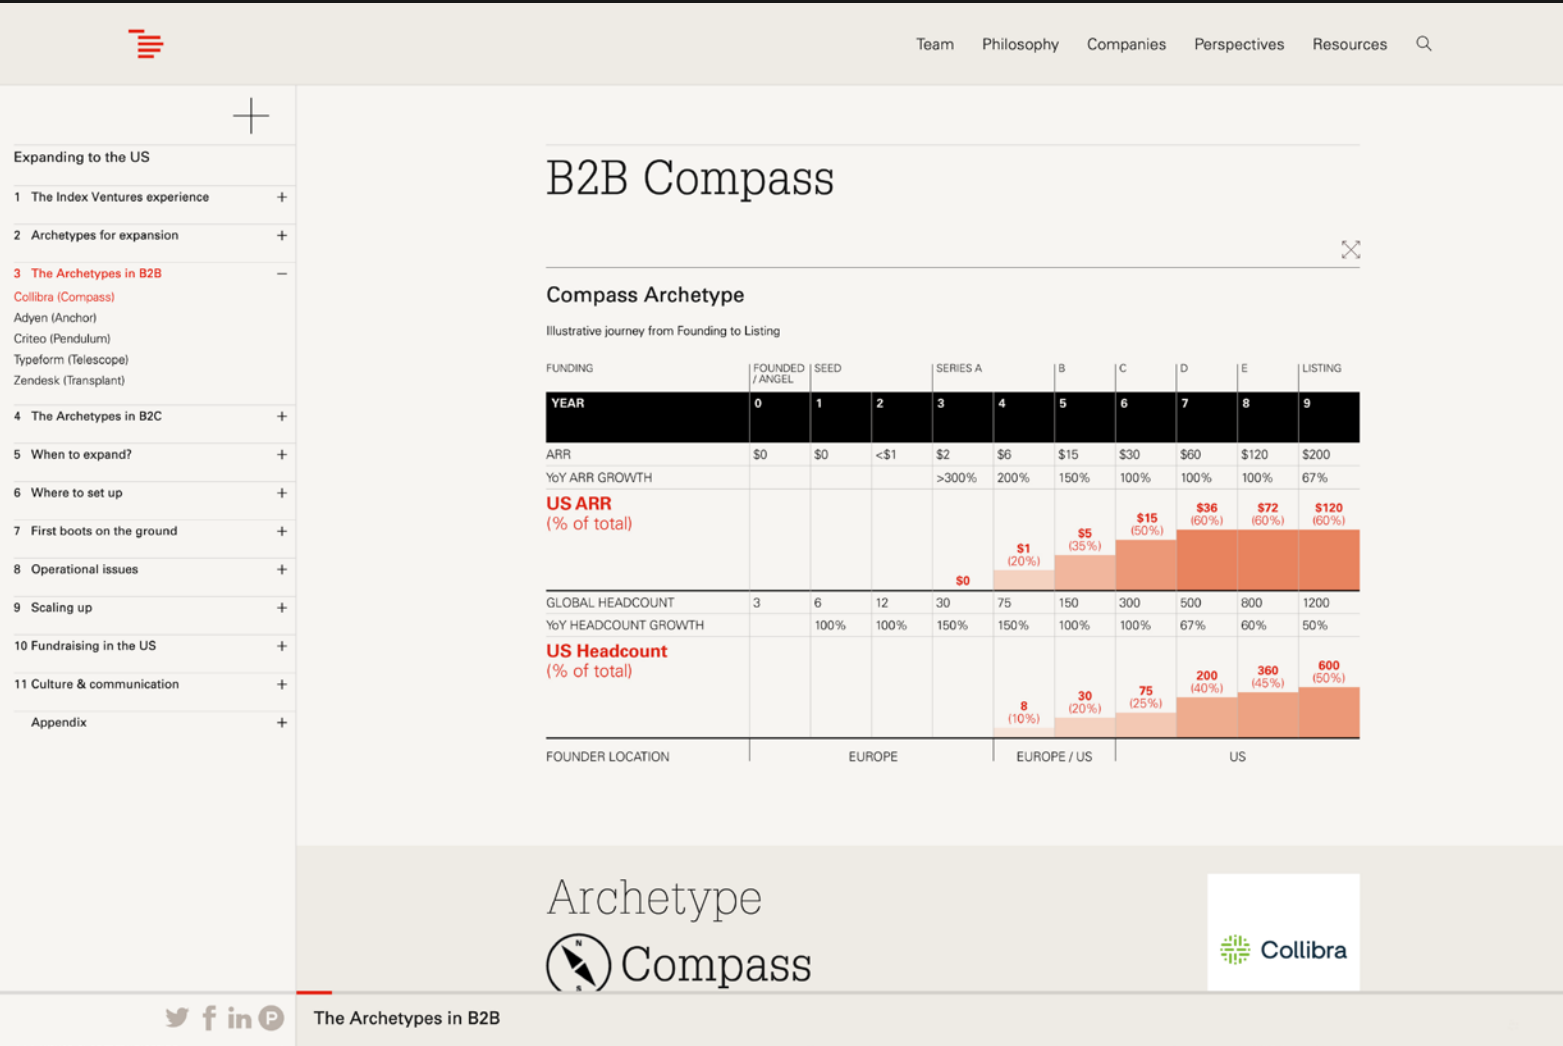 Team Philosophy Companies Perspectives Resources
Expanding to the US
1 The Index Ventures experience +
2 Archetypes for expansion +
3 The Archetypes in B2B −
Collibra (Compass)
Adyen (Anchor)
Criteo (Pendulum)
Typeform (Telescope)
Zendesk (Transplant)
4 The Archetypes in B2C +
5 When to expand? +
6 Where to set up +
7 First boots on the ground +
8 Operational issues +
9 Scaling up +
10 Fundraising in the US +
11 Culture & communication +
Appendix +
B2B Compass
Compass Archetype
Illustrative journey from Founding to Listing
FUNDING FOUNDED / ANGEL SEED SERIES A B C D E LISTING
YEAR 0 1 2 3 4 5 6 7 8 9
ARR $0 $0 <$1 $2 $6 $15 $30 $60 $120 $200
YoY ARR GROWTH >300% 200% 150% 100% 100% 100% 67%
US ARR
(% of total)
$0 $1 $5 $15 $36 $72 $120
(20%) (35%) (50%) (60%) (60%) (60%)
GLOBAL HEADCOUNT 3 6 12 30 75 150 300 500 800 1200
YoY HEADCOUNT GROWTH 100% 100% 150% 150% 100% 100% 67% 60% 50%
US Headcount
(% of total)
8 30 75 200 360 600
(10%) (20%) (25%) (40%) (45%) (50%)
FOUNDER LOCATION EUROPE EUROPE / US US
Archetype
N
S
Compass
Collibra
The Archetypes in B2B